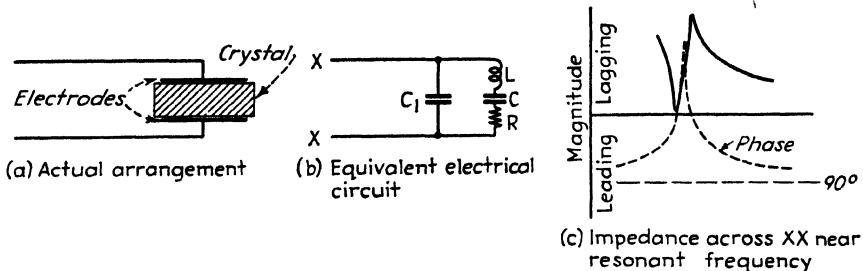 Electrodes
Crystal
(a) Actual arrangement
X
X
C1
L
C
R
(b) Equivalent electrical
circuit
Magnitude
Leading Lagging
Phase
90°
(c) Impedance across XX near
resonant frequency